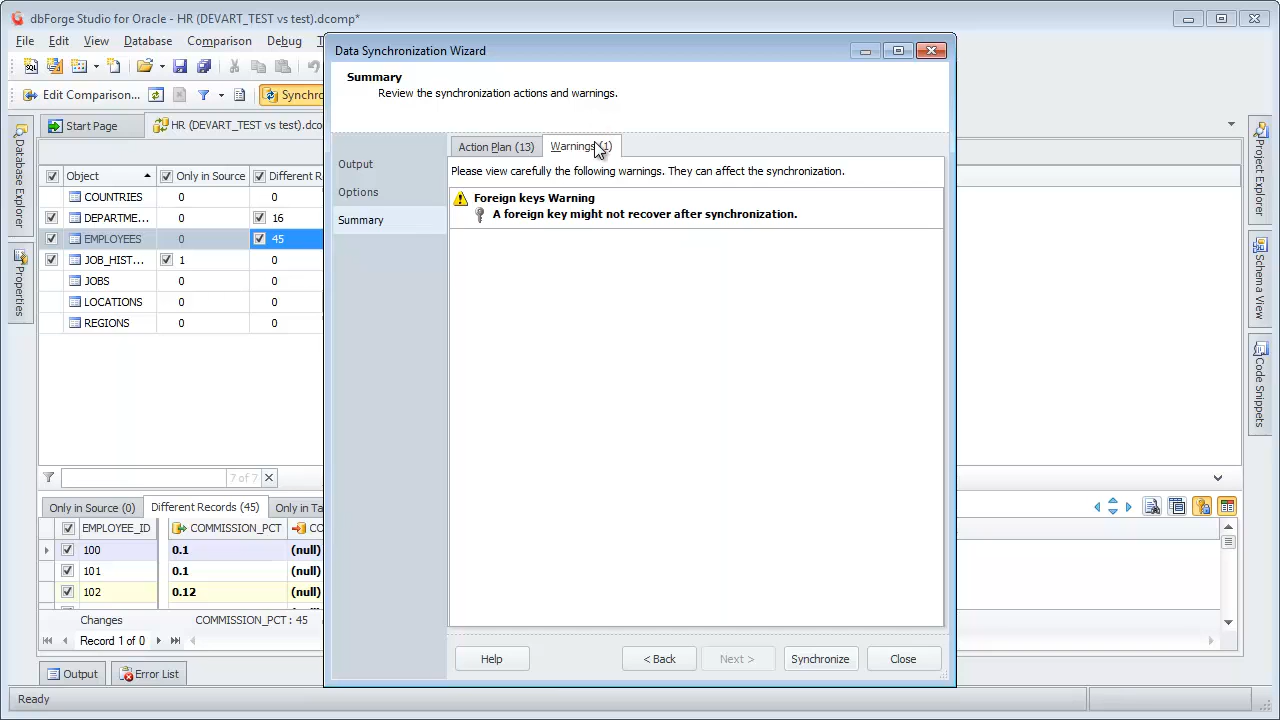 dbForge Studio for Oracle - HR (DEVART_TEST vs test).dcomp*
File Edit View Database Comparison Debug
Edit Comparison...
Synchro
Start Page
HR (DEVART_TEST vs test).dco
Database Explorer
Properties
Object Only in Source Different R
COUNTRIES 0 0
DEPARTME... 0 16
EMPLOYEES 0 45
JOB_HIST... 1 0
JOBS 0 0
LOCATIONS 0 0
REGIONS 0 0
7 of 7
Only in Source (0) Different Records (45) Only in Ta
EMPLOYEE_ID COMMISSION_PCT CO
100 0.1 (null)
101 0.1 (null)
102 0.12 (null)
Changes COMMISSION_PCT : 45
Record 1 of 0
Output Error List
Ready
Data Synchronization Wizard
Summary
Review the synchronization actions and warnings.
Output
Options
Summary
Action Plan (13) Warnings (1)
Please view carefully the following warnings. They can affect the synchronization.
Foreign keys Warning
A foreign key might not recover after synchronization.
Help < Back Next > Synchronize Close
Project Explorer
Schema View
Code Snippets